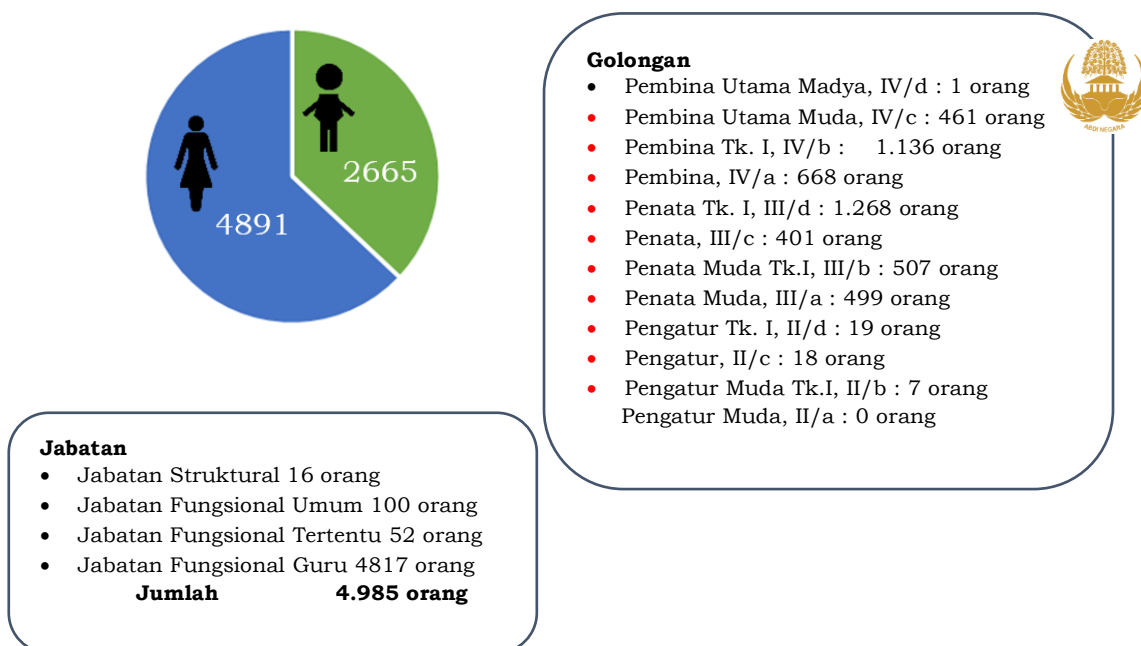 2665
4891
Golongan
• Pembina Utama Madya, IV/d : 1 orang
• Pembina Utama Muda, IV/c : 461 orang
• Pembina Tk. I, IV/b : 1.136 orang
• Pembina, IV/a : 668 orang
• Penata Tk. I, III/d : 1.268 orang
• Penata, III/c : 401 orang
• Penata Muda Tk.I, III/b : 507 orang
• Penata Muda, III/a : 499 orang
• Pengatur Tk. I, II/d : 19 orang
• Pengatur, II/c : 18 orang
• Pengatur Muda Tk.I, II/b : 7 orang
Pengatur Muda, II/a : 0 orang
ABDI NEGARA
Jabatan
• Jabatan Struktural 16 orang
• Jabatan Fungsional Umum 100 orang
• Jabatan Fungsional Tertentu 52 orang
• Jabatan Fungsional Guru 4817 orang
Jumlah 4.985 orang